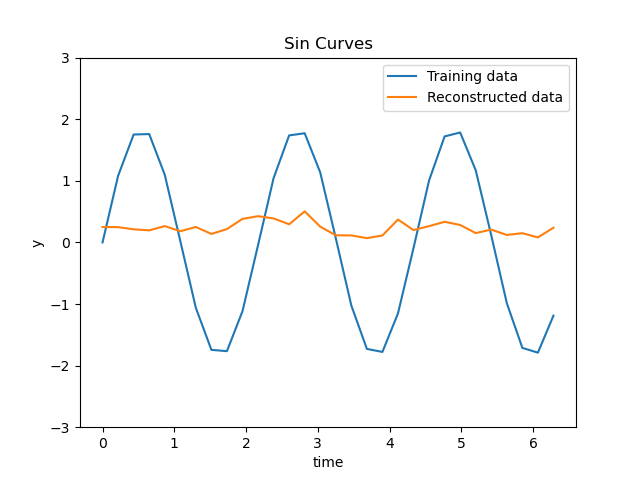 Sin Curves
Training data
Reconstructed data
3
2
1
0
−1
−2
−3
y
0 1 2 3 4 5 6
time